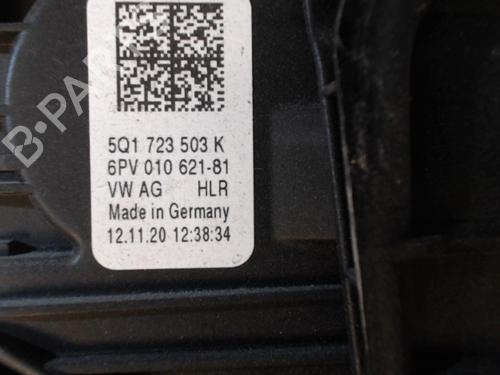 5Q1 723 503 K
6PV 010 621-81
VW AG HLR
Made in Germany
12.11.20 12:38:34
B-PARTS